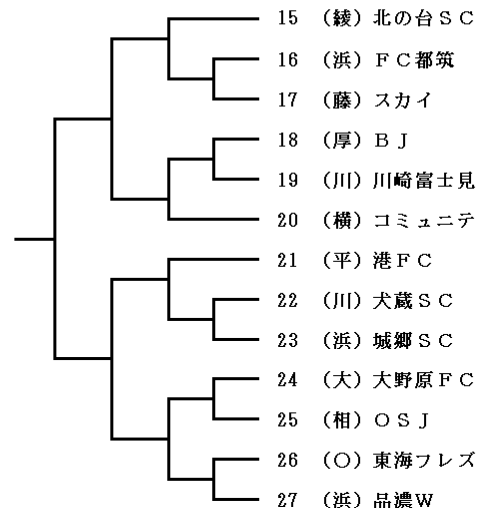 15 (綾) 北の台ＳＣ
16 (浜) ＦＣ都筑
17 (藤) スカイ
18 (厚) ＢＪ
19 (川) 川崎富士見
20 (横) コミュニテ
21 (平) 港ＦＣ
22 (川) 犬蔵ＳＣ
23 (浜) 城郷ＳＣ
24 (大) 大野原ＦＣ
25 (相) ＯＳＪ
26 (〇) 東海フレズ
27 (浜) 品濃Ｗ